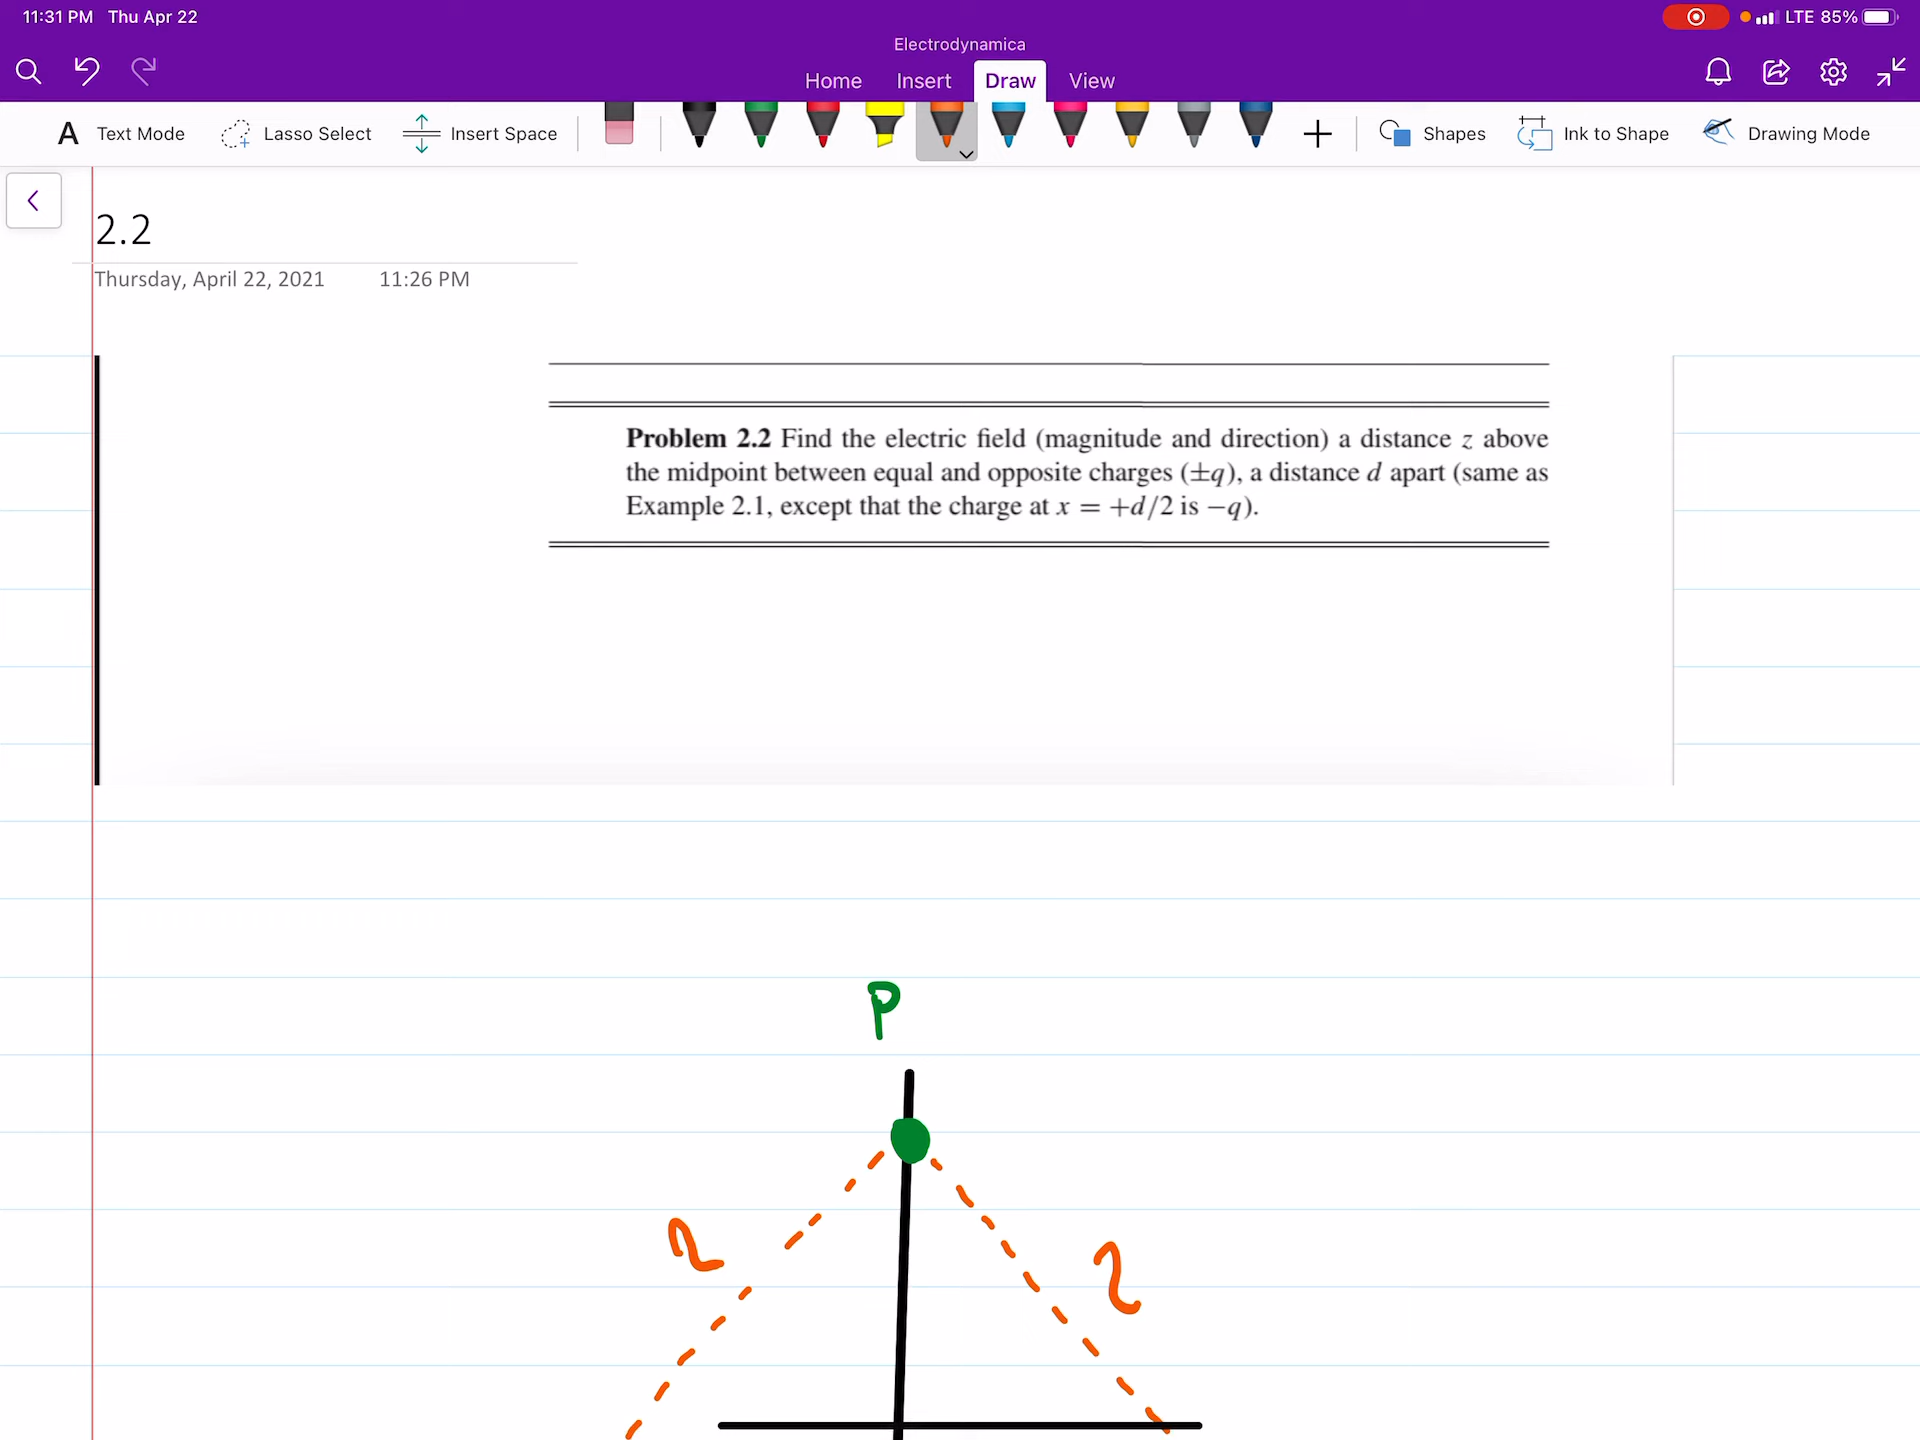 11:31 PM Thu Apr 22
LTE 85%
Electrodynamica
Home Insert Draw View
A Text Mode Lasso Select Insert Space Shapes Ink to Shape Drawing Mode
2.2
Thursday, April 22, 2021 11:26 PM
Problem 2.2 Find the electric field (magnitude and direction) a distance z above
the midpoint between equal and opposite charges (±q), a distance d apart (same as
Example 2.1, except that the charge at x = +d/2 is −q).
P